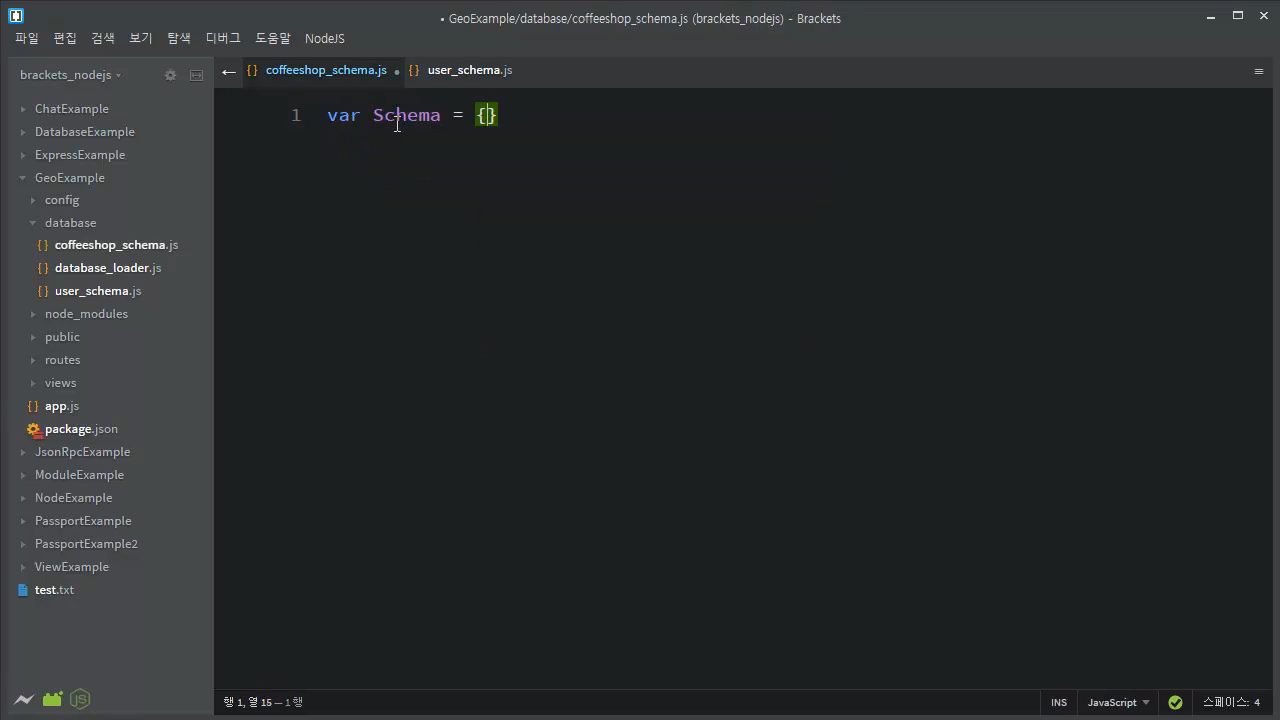 • GeoExample/database/coffeeshop_schema.js (brackets_nodejs) - Brackets
파일 편집 검색 보기 탐색 디버그 도움말 NodeJS
brackets_nodejs
coffeeshop_schema.js
user_schema.js
ChatExample
DatabaseExample
ExpressExample
GeoExample
config
database
coffeeshop_schema.js
database_loader.js
user_schema.js
node_modules
public
routes
views
app.js
package.json
JsonRpcExample
ModuleExample
NodeExample
PassportExample
PassportExample2
ViewExample
test.txt
1 var Schema = {}
행 1, 열 15 — 1 행
INS JavaScript 스페이스: 4